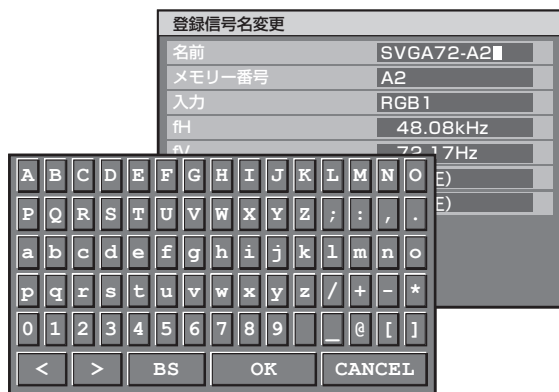 登録信号名変更
名前 SVGA72-A2
メモリー番号 A2
入力 RGB1
fH 48.08kHz
fV 72.17Hz
E)
E)
A B C D E F G H I J K L M N O
P Q R S T U V W X Y Z ; : , .
a b c d e f g h i j k l m n o
p q r s t u v w x y z / + - *
0 1 2 3 4 5 6 7 8 9 _ @ [ ]
< > BS OK CANCEL